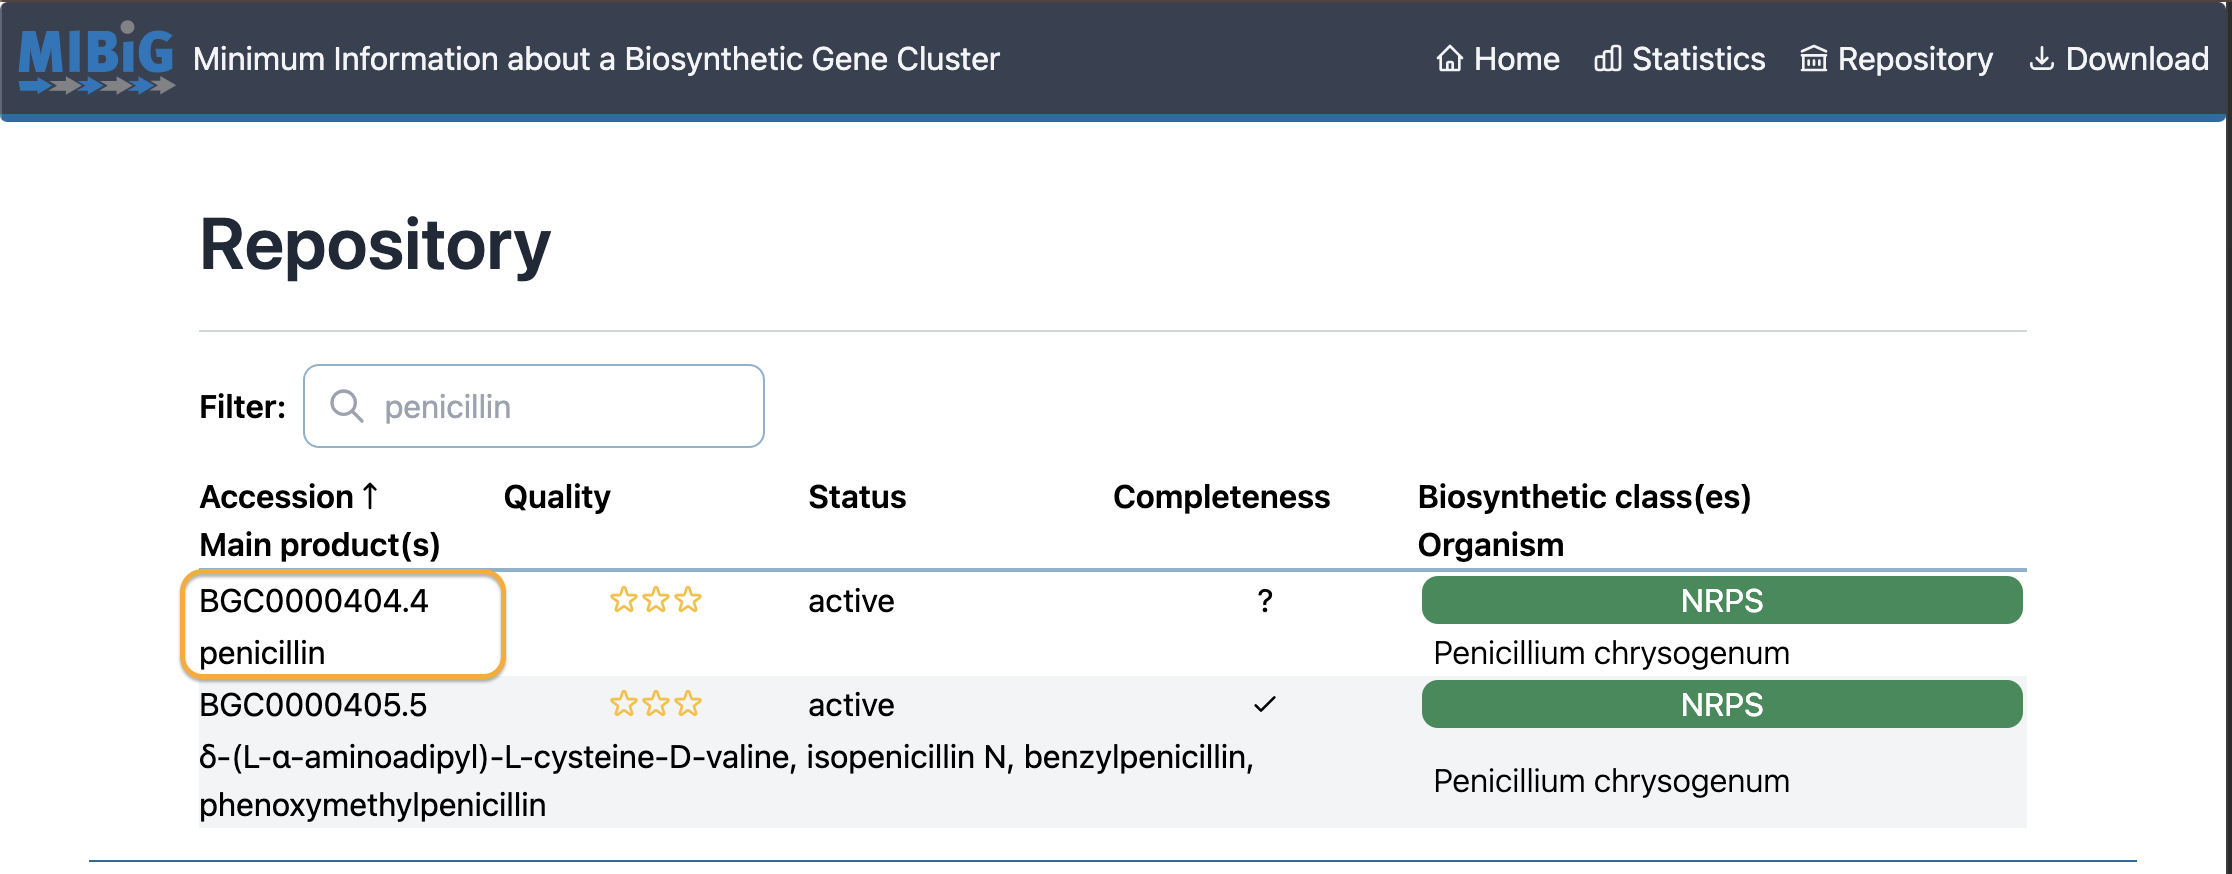 MIBiG Minimum Information about a Biosynthetic Gene Cluster Home Statistics Repository Download
Repository
Filter: penicillin
Accession ↑ Quality Status Completeness Biosynthetic class(es)
Main product(s) Organism
BGC0000404.4 active ? NRPS
penicillin Penicillium chrysogenum
BGC0000405.5 active ✓ NRPS
δ-(L-α-aminoadipyl)-L-cysteine-D-valine, isopenicillin N, benzylpenicillin,
phenoxymethylpenicillin
Penicillium chrysogenum